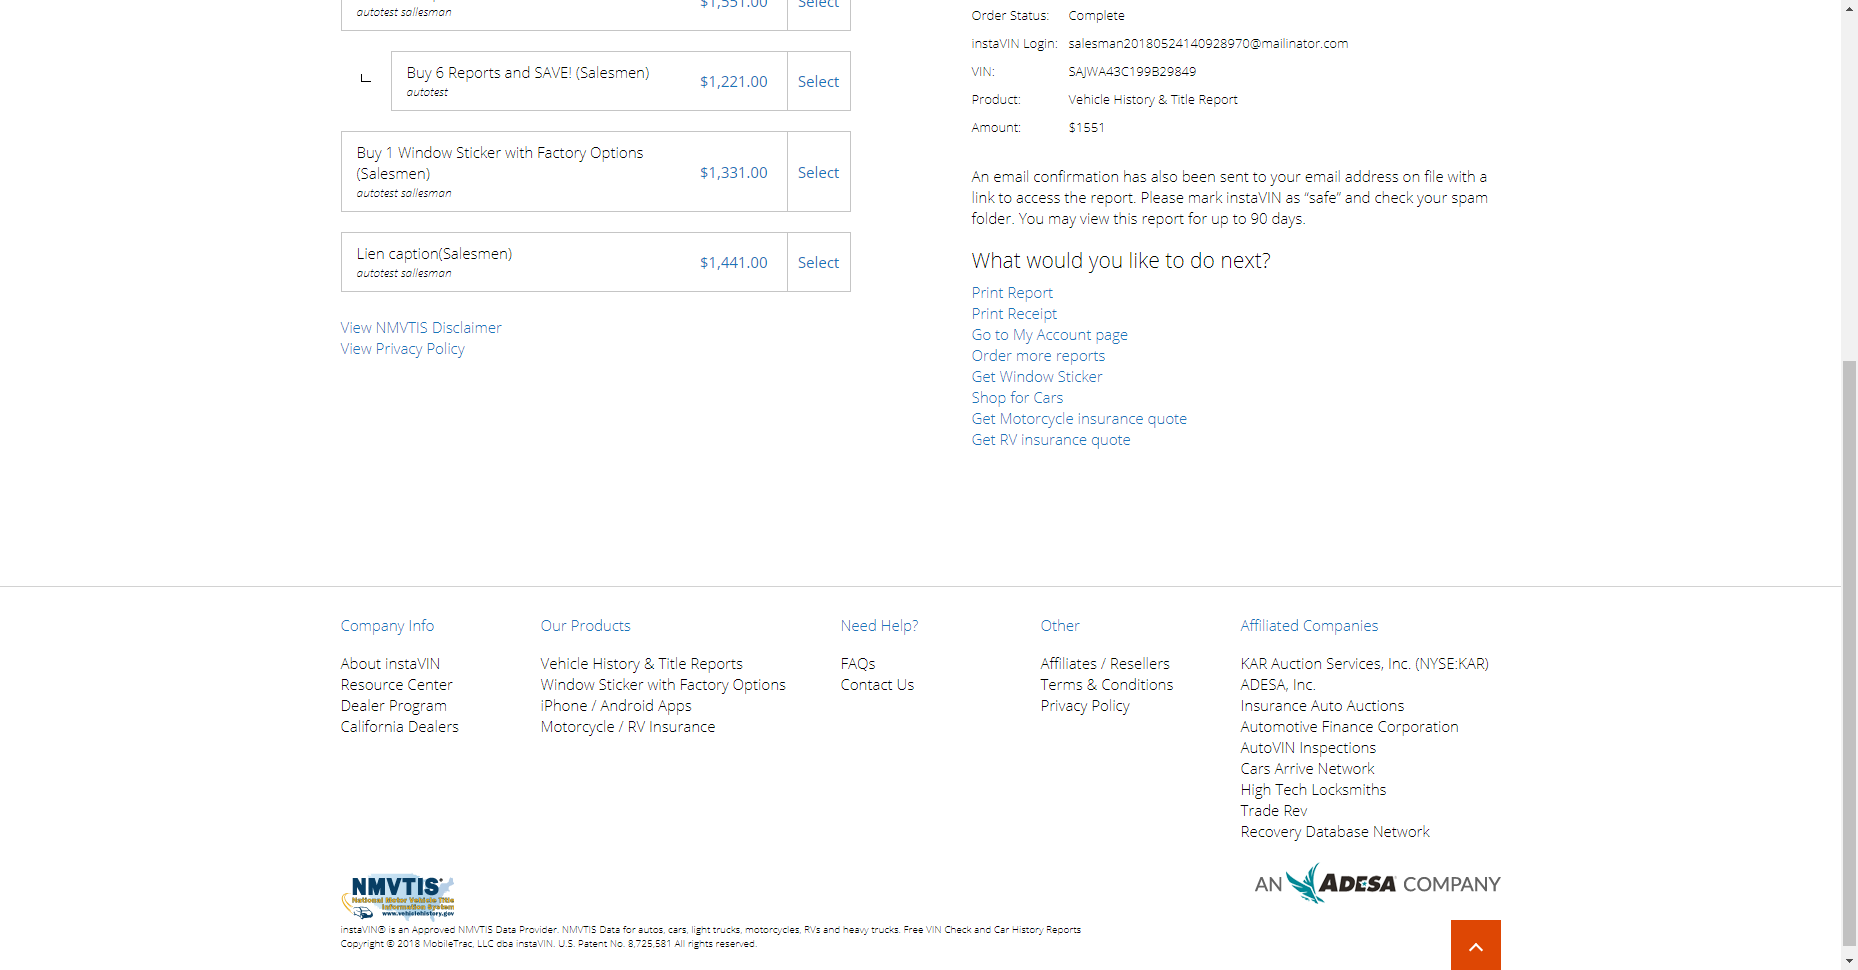 $1,551.00 Select
autotest sallesman
Buy 6 Reports and SAVE! (Salesmen)
autotest
$1,221.00 Select
Buy 1 Window Sticker with Factory Options
(Salesmen)
autotest sallesman
$1,331.00 Select
Lien caption(Salesmen)
autotest sallesman
$1,441.00 Select
View NMVTIS Disclaimer
View Privacy Policy
Order Status: Complete
instaVIN Login: salesman20180524140928970@mailinator.com
VIN: SAJWA43C199B29849
Product: Vehicle History & Title Report
Amount: $1551
An email confirmation has also been sent to your email address on file with a
link to access the report. Please mark instaVIN as “safe” and check your spam
folder. You may view this report for up to 90 days.
What would you like to do next?
Print Report
Print Receipt
Go to My Account page
Order more reports
Get Window Sticker
Shop for Cars
Get Motorcycle insurance quote
Get RV insurance quote
Company Info
About instaVIN
Resource Center
Dealer Program
California Dealers
Our Products
Vehicle History & Title Reports
Window Sticker with Factory Options
iPhone / Android Apps
Motorcycle / RV Insurance
Need Help?
FAQs
Contact Us
Other
Affiliates / Resellers
Terms & Conditions
Privacy Policy
Affiliated Companies
KAR Auction Services, Inc. (NYSE:KAR)
ADESA, Inc.
Insurance Auto Auctions
Automotive Finance Corporation
AutoVIN Inspections
Cars Arrive Network
High Tech Locksmiths
Trade Rev
Recovery Database Network
NMVTIS
National Motor Vehicle Title
Information System
www.vehiclehistory.gov
AN ADESA COMPANY
instaVIN® is an Approved NMVTIS Data Provider. NMVTIS Data for autos, cars, light trucks, motorcycles, RVs and heavy trucks. Free VIN Check and Car History Reports
Copyright © 2018 MobileTrac, LLC dba instaVIN. U.S. Patent No. 8,725,581 All rights reserved.